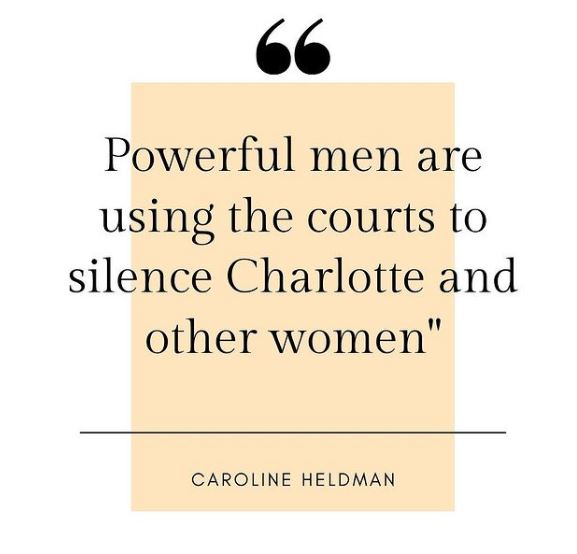 ❝
Powerful men are
using the courts to
silence Charlotte and
other women"
CAROLINE HELDMAN